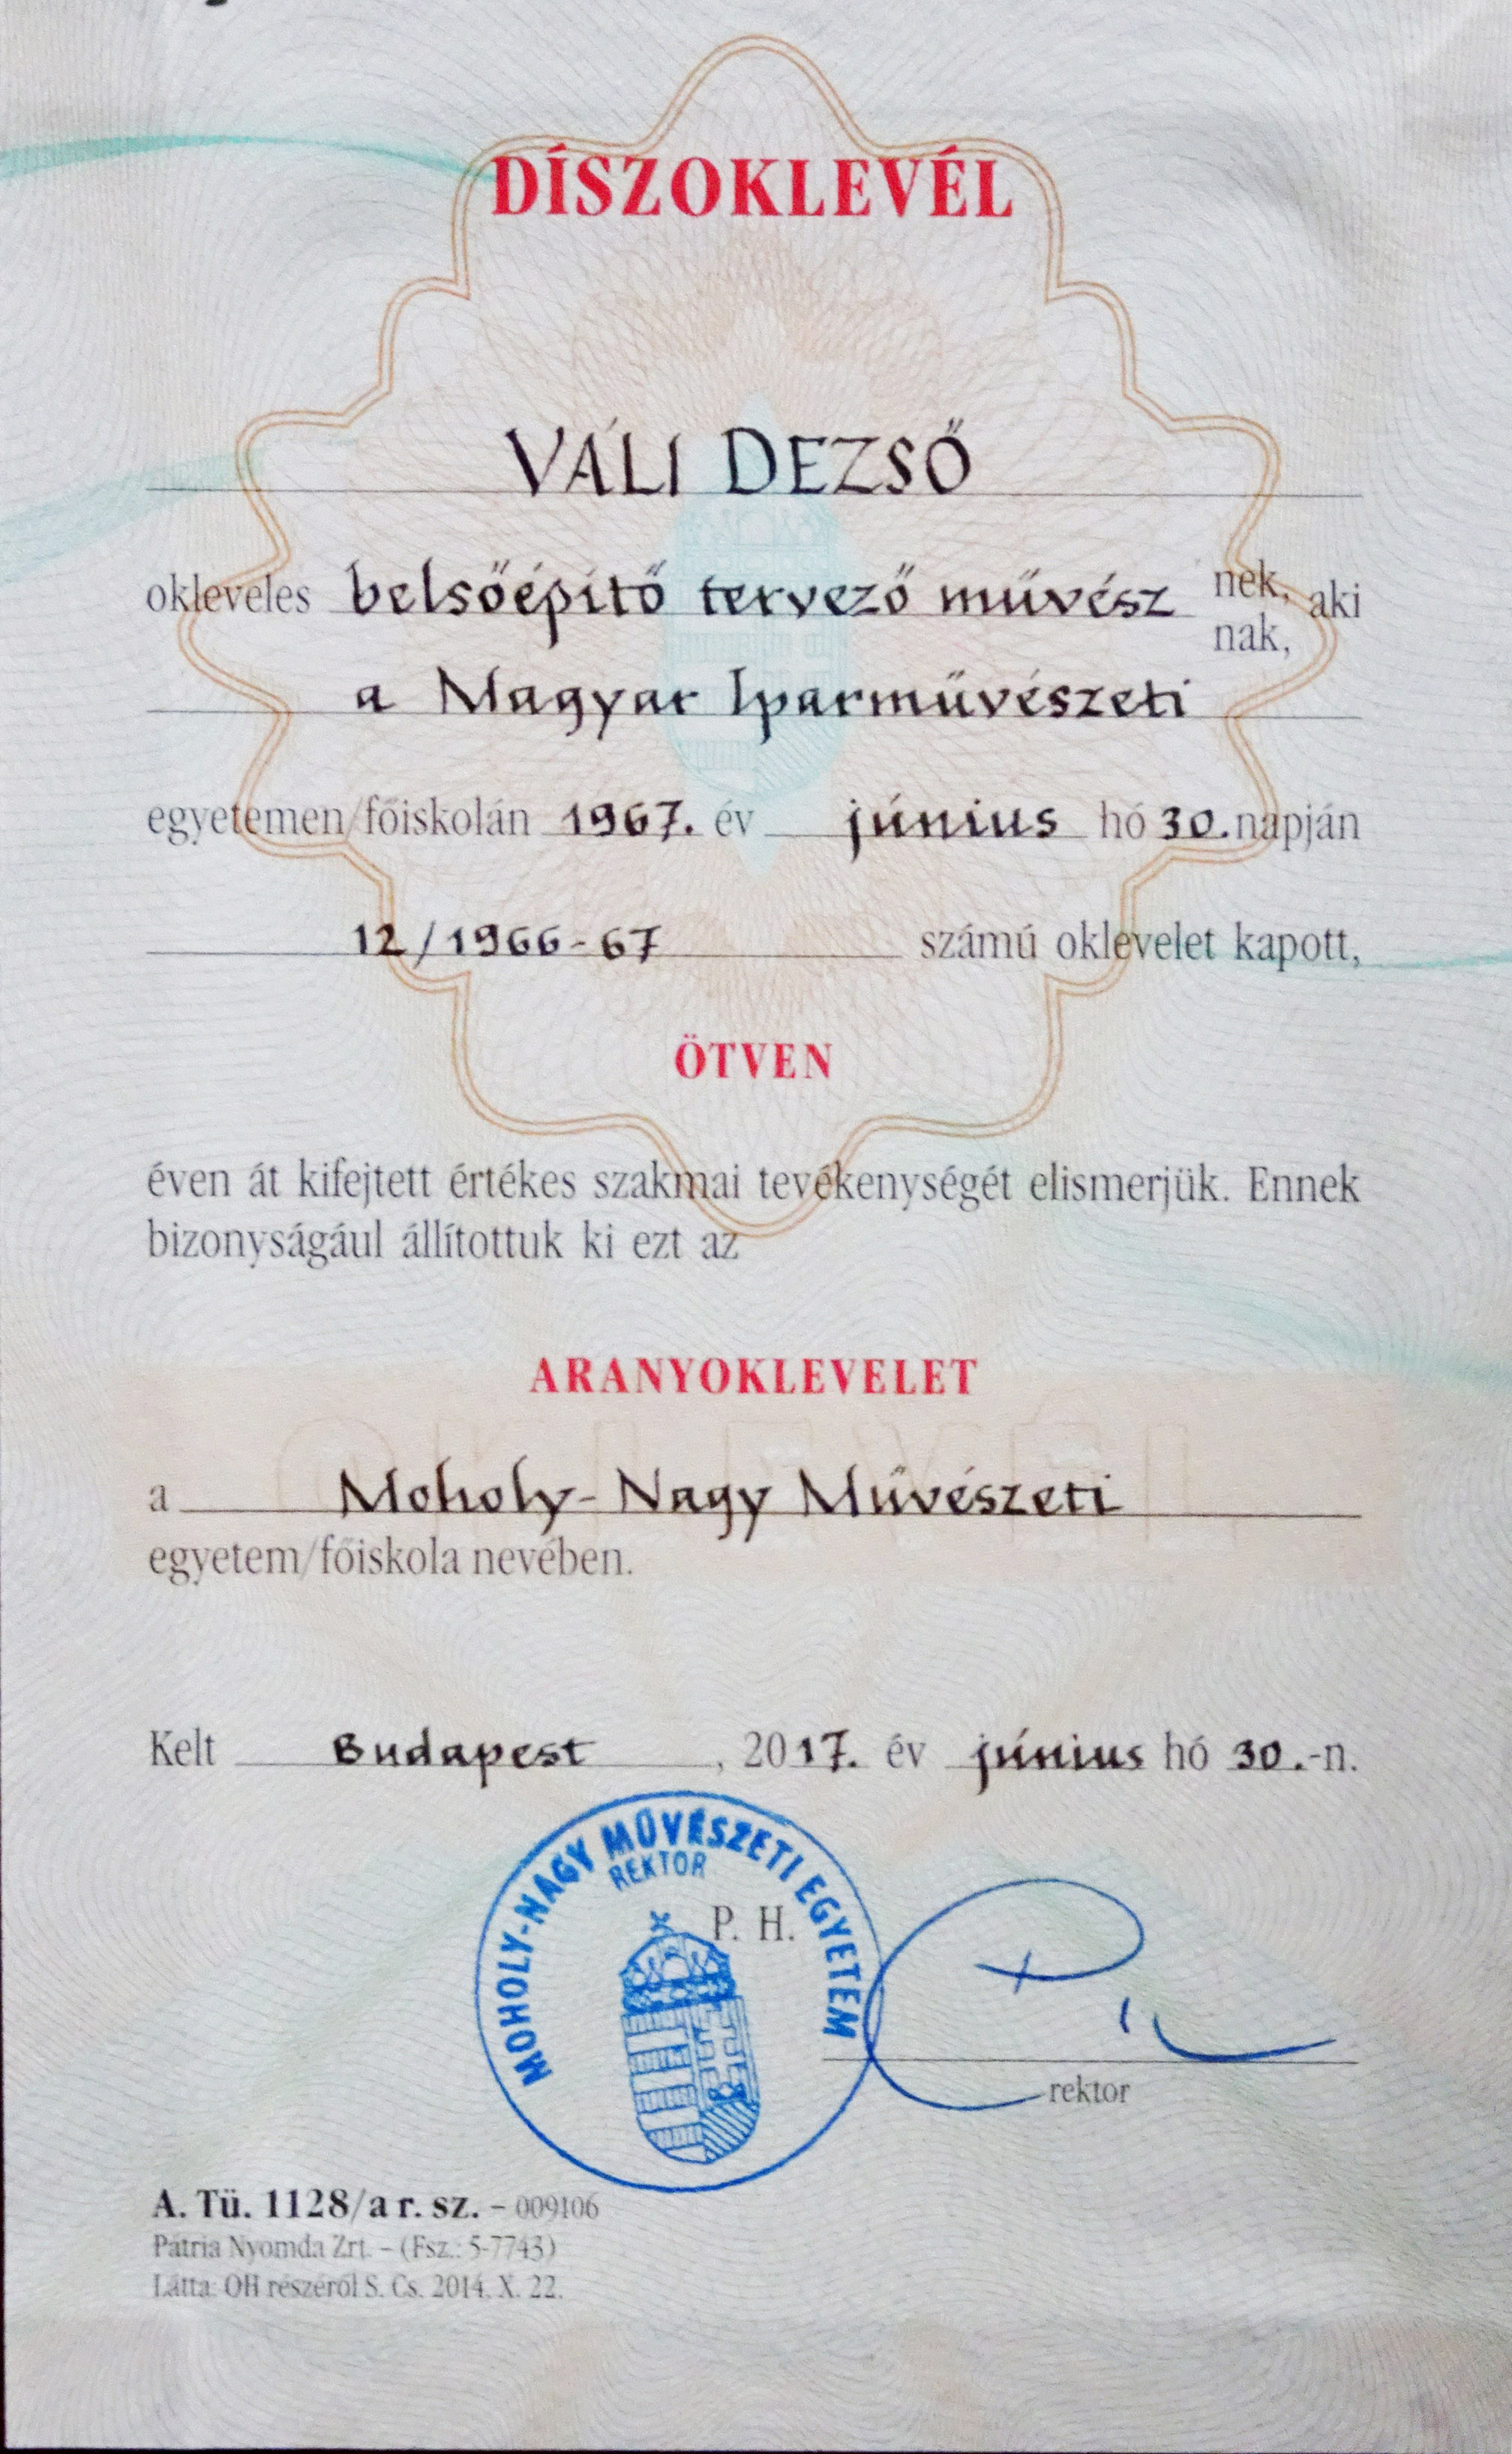 DÍSZOKLEVÉL
VÁLI DEZSŐ
okleveles belsőépítő tervező művész nek, aki
nak,
a Magyar Iparművészeti
egyetemen/főiskolán 1967. év június hó 30. napján
12/1966-67 számú oklevelet kapott,
ÖTVEN
éven át kifejtett értékes szakmai tevékenységét elismerjük. Ennek
bizonyságául állítottuk ki ezt az
ARANYOKLEVELET
OKLEVÉL
a Moholy-Nagy Művészeti
egyetem/főiskola nevében.
Kelt Budapest, 2017. év június hó 30.-n.
MOHOLY-NAGY MŰVÉSZETI EGYETEM
REKTOR
P. H.
rektor
A. Tü. 1128/a r. sz. – 009106
Pátria Nyomda Zrt. – (Fsz.: 5-7743)
Látta: OH részéről S. Cs. 2014. X. 22.